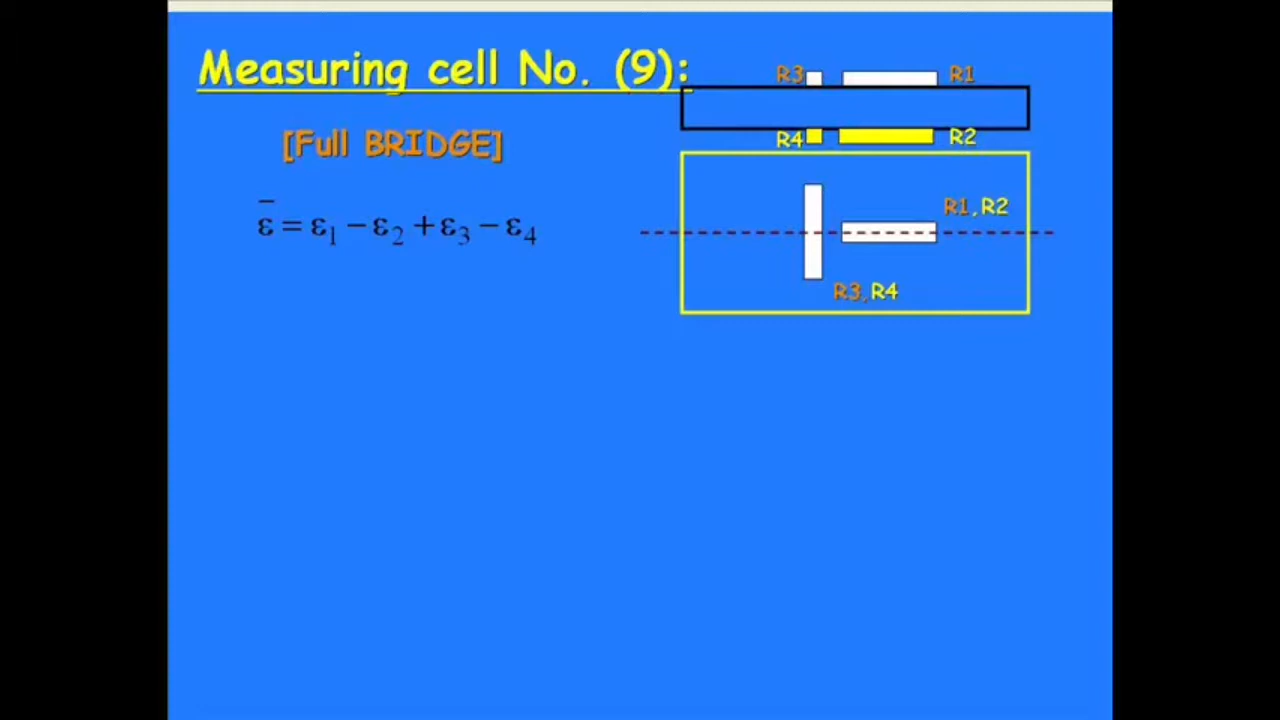 Measuring cell No. (9):
[Full BRIDGE]
ε̄ = ε₁ − ε₂ + ε₃ − ε₄
R3 R1
R4 R2
R1,R2
R3,R4